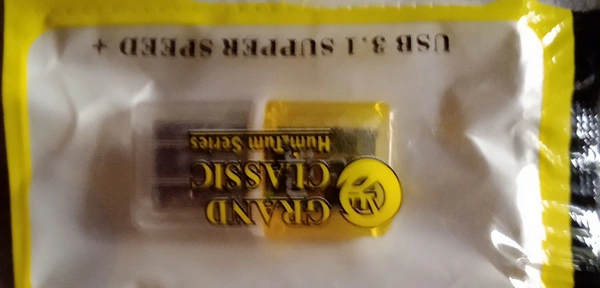 GRAND
CLASSIC
Hum.Tum Series
USB 3.1 SUPPER SPEED +